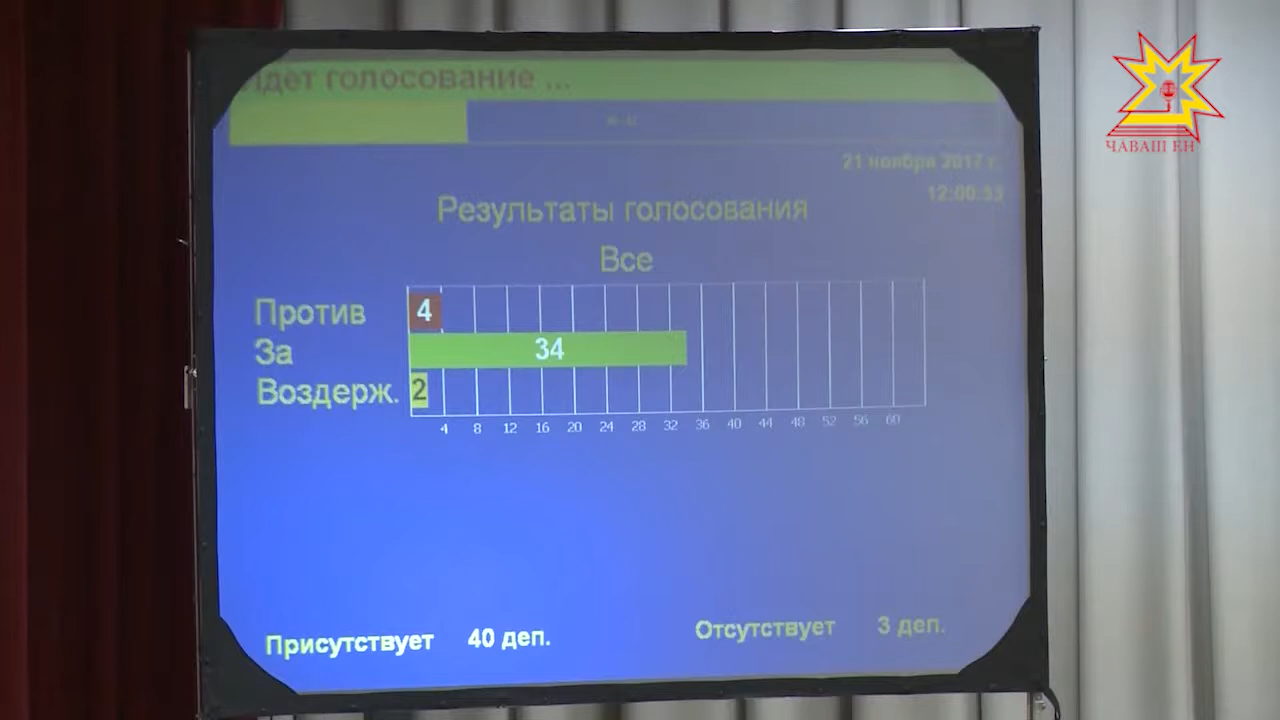 Идет голосование ...
21 ноября 2017 г.
12:00:33
Результаты голосования
Все
Против 4
За 34
Воздерж. 2
4 8 12 16 20 24 28 32 36 40 44 48 52 56 60
Присутствует 40 деп. Отсутствует 3 деп.
ЧĂВАШ ЕН